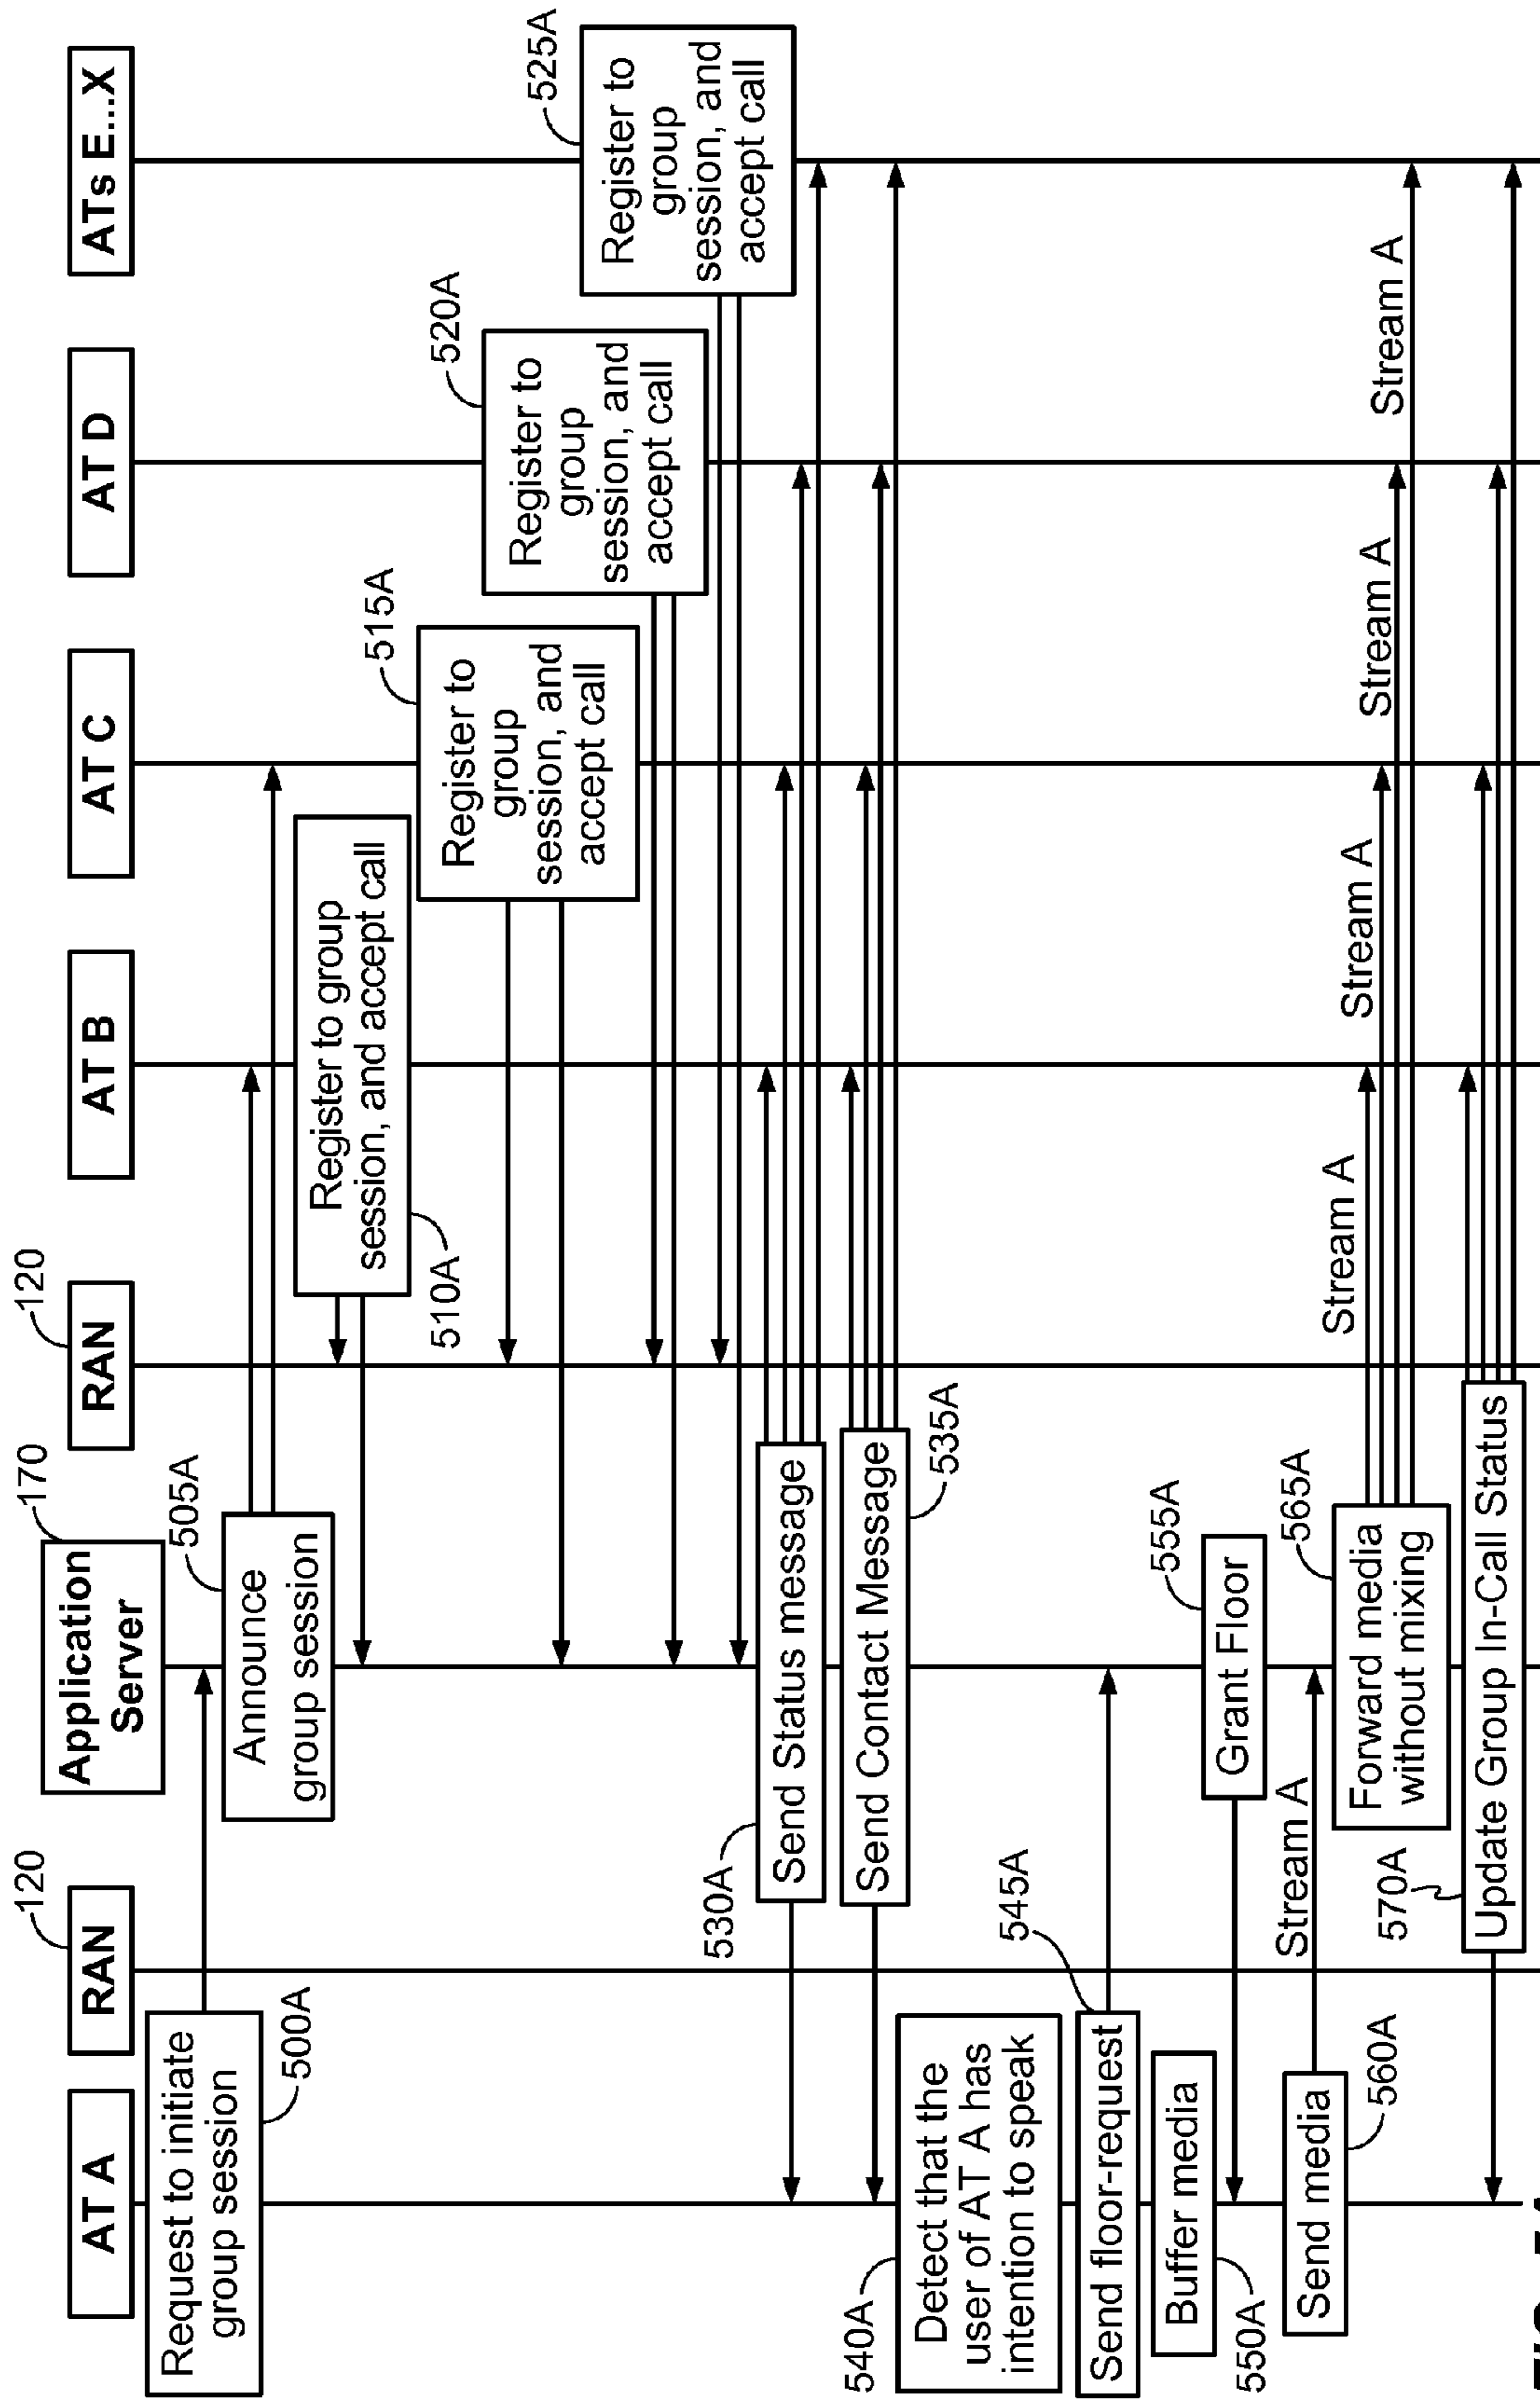 AT A
RAN
120
Application
Server
170
RAN
120
AT B
AT C
AT D
ATs E...X
Request to initiate
group session
500A
Announce
group session
505A
Register to group
session, and accept call
510A
Register to
group
session, and
accept call
515A
Register to
group
session, and
accept call
520A
Register to
group
session, and
accept call
525A
Send Status message
530A
Send Contact Message
535A
Detect that the
user of AT A has
intention to speak
540A
Send floor-request
545A
Buffer media
550A
Grant Floor
555A
Send media
560A
Stream A
Forward media
without mixing
565A
Stream A
Stream A
Stream A
Stream A
Update Group In-Call Status
570A